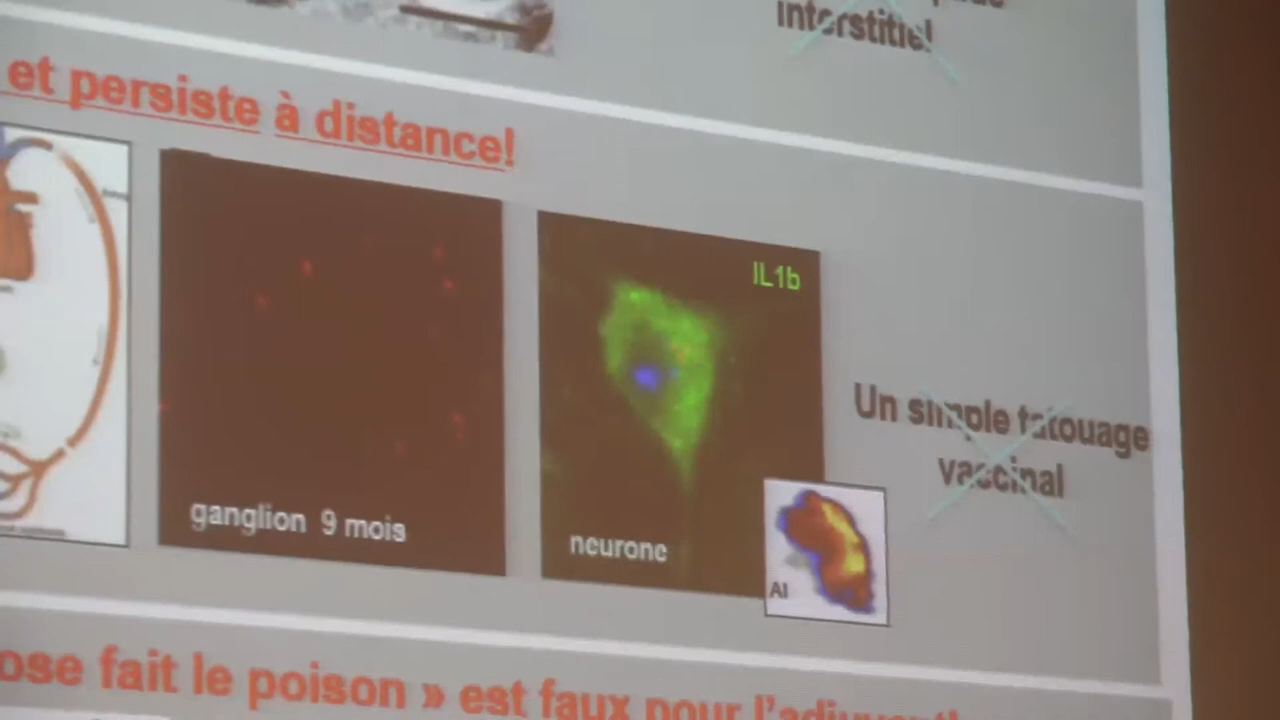 interstitiel
et persiste à distance!
IL1b
ganglion 9 mois
neurone
Al
Un simple tatouage
vaccinal
ose fait le poison » est faux pour l'adjuvant